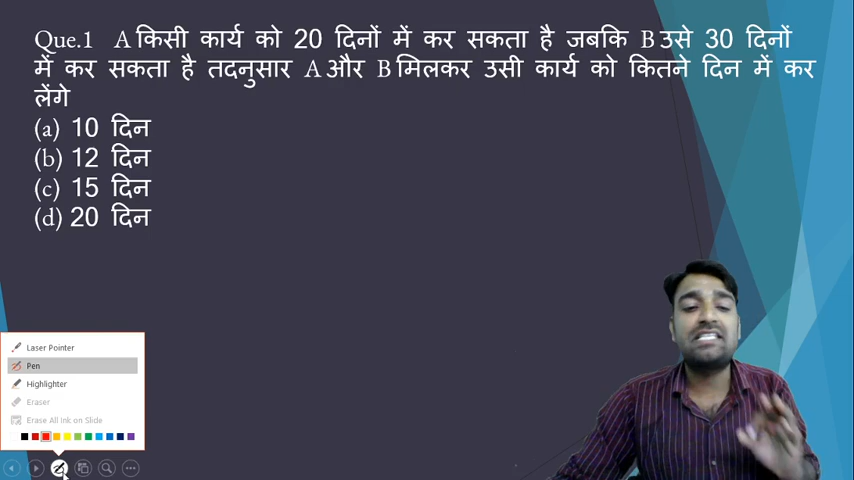 Que.1 A किसी कार्य को 20 दिनों में कर सकता है जबकि B उसे 30 दिनों
में कर सकता है तदनुसार A और B मिलकर उसी कार्य को कितने दिन में कर
लेंगे
(a) 10 दिन
(b) 12 दिन
(c) 15 दिन
(d) 20 दिन
Laser Pointer
Pen
Highlighter
Eraser
Erase All Ink on Slide